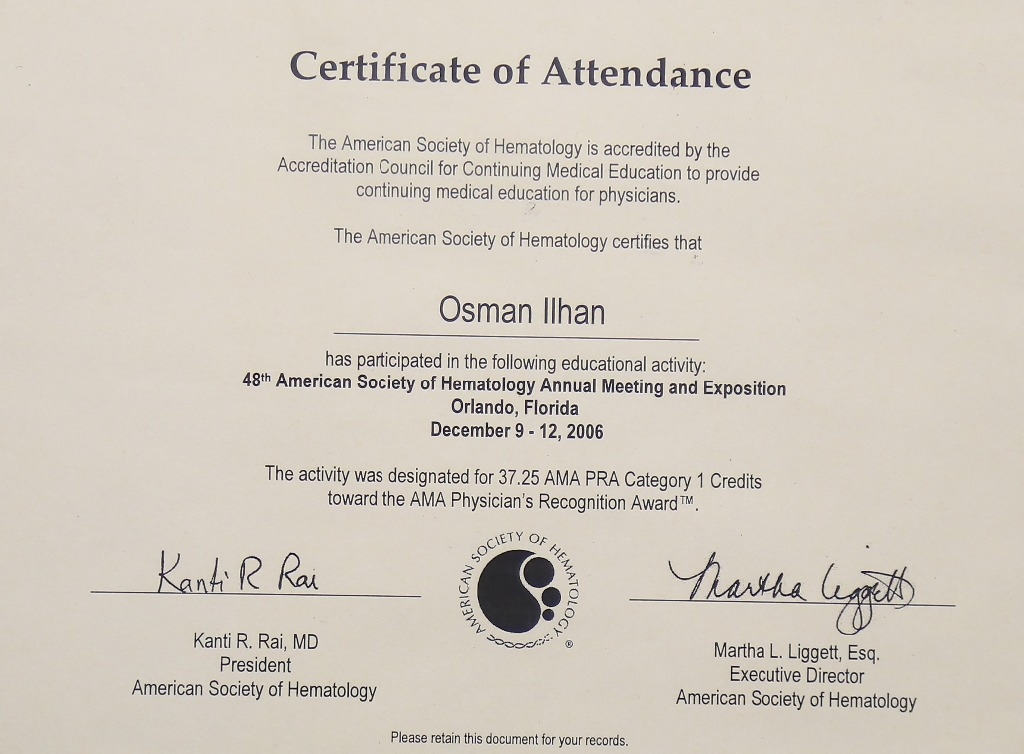 Certificate of Attendance
The American Society of Hematology is accredited by the
Accreditation Council for Continuing Medical Education to provide
continuing medical education for physicians.
The American Society of Hematology certifies that
Osman Ilhan
has participated in the following educational activity:
48th American Society of Hematology Annual Meeting and Exposition
Orlando, Florida
December 9 - 12, 2006
The activity was designated for 37.25 AMA PRA Category 1 Credits
toward the AMA Physician's Recognition Award™.
Kanti R Rai
AMERICAN SOCIETY OF HEMATOLOGY ®
Martha Liggett
Kanti R. Rai, MD
President
American Society of Hematology
Martha L. Liggett, Esq.
Executive Director
American Society of Hematology
Please retain this document for your records.